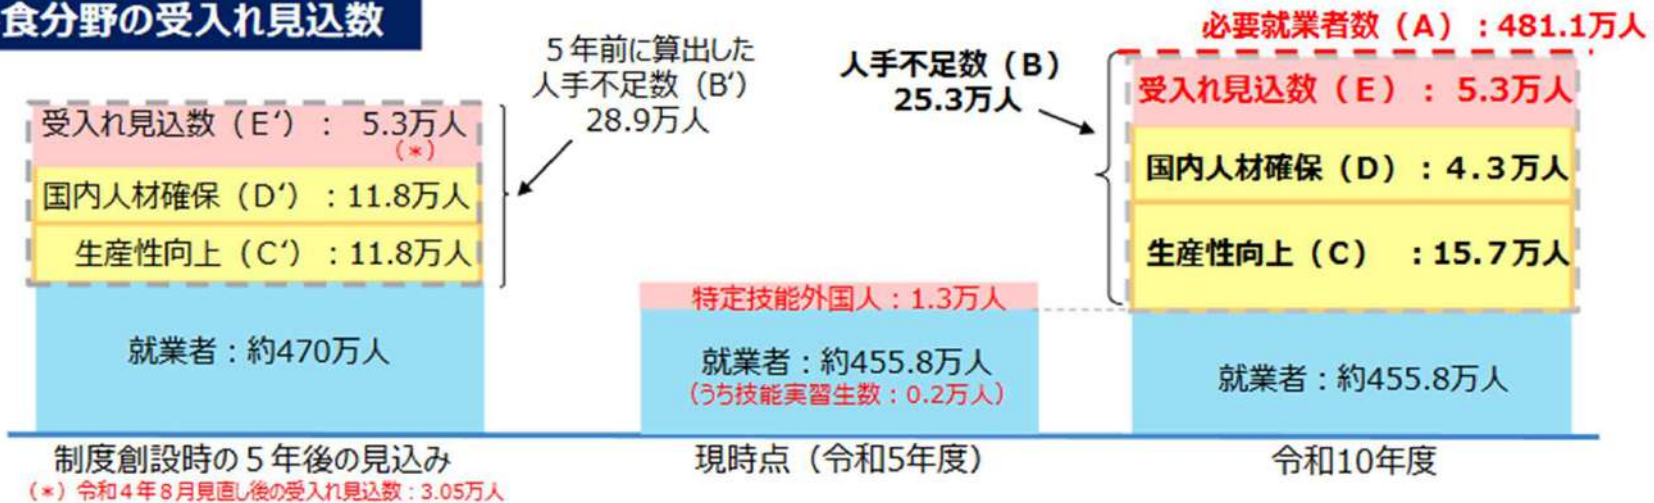 食分野の受入れ見込数
必要就業者数（A）：481.1万人
5年前に算出した
人手不足数（B‘）
28.9万人
人手不足数（B）
25.3万人
受入れ見込数（E‘）： 5.3万人
（*）
国内人材確保（D‘）：11.8万人
生産性向上（C‘）：11.8万人
就業者：約470万人
特定技能外国人：1.3万人
就業者：約455.8万人
（うち技能実習生数：0.2万人）
受入れ見込数（E）： 5.3万人
国内人材確保（D）：4.3万人
生産性向上（C）：15.7万人
就業者：約455.8万人
制度創設時の5年後の見込み
（*）令和4年8月見直し後の受入れ見込数：3.05万人
現時点（令和5年度）
令和10年度